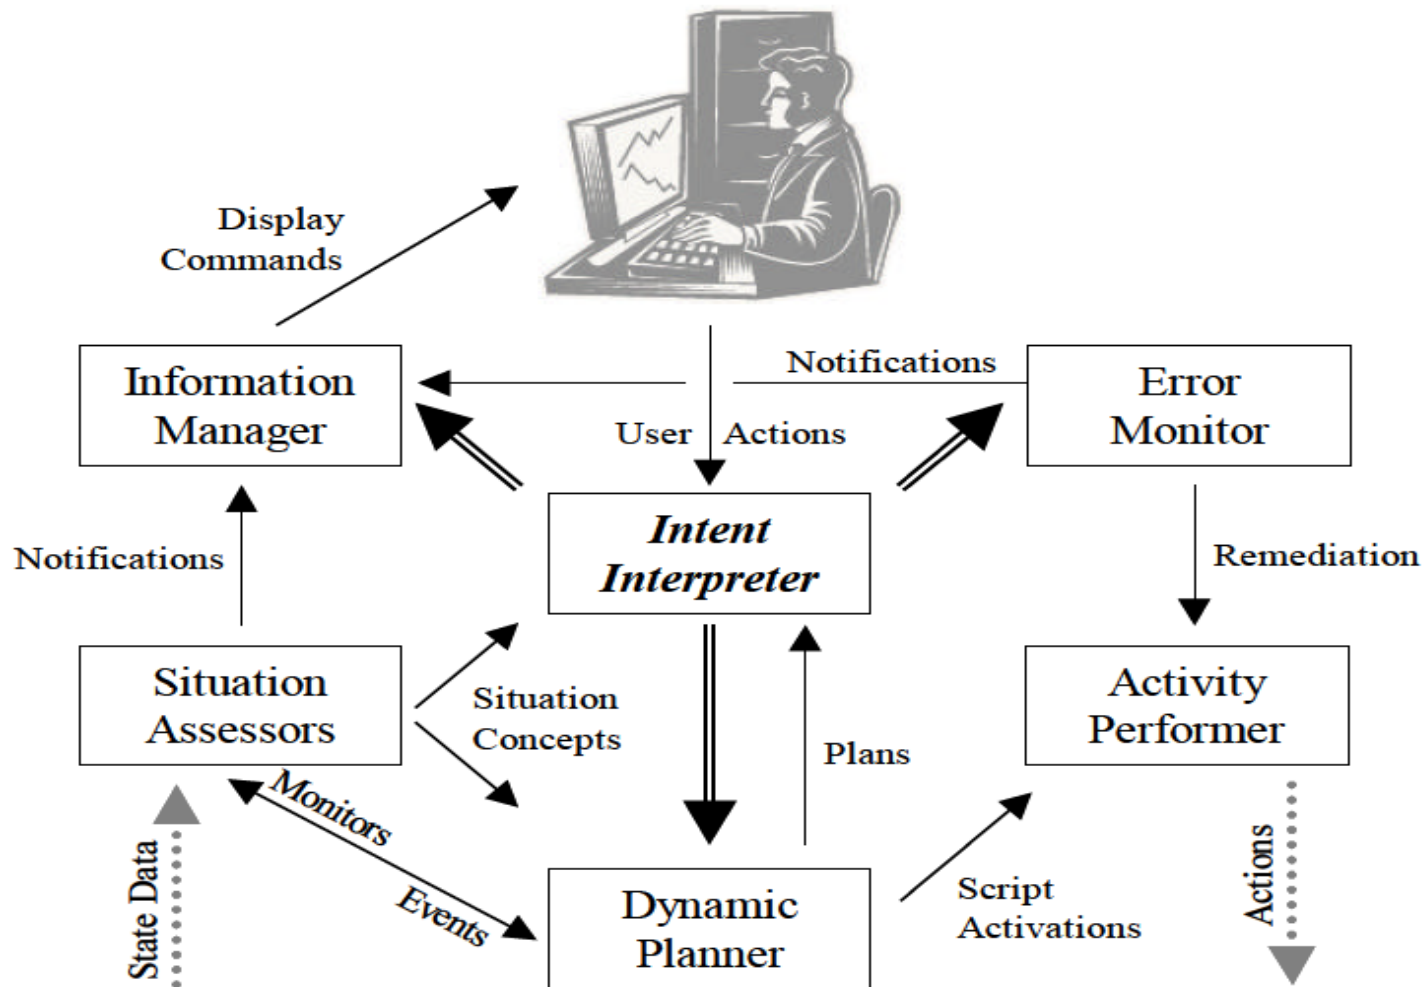 Display
Commands
Information
Manager
Notifications
Error
Monitor
User Actions
Intent
Interpreter
Notifications
Remediation
Situation
Assessors
Situation
Concepts
Plans
Activity
Performer
Monitors
Events
State Data
Dynamic
Planner
Script
Activations
Actions